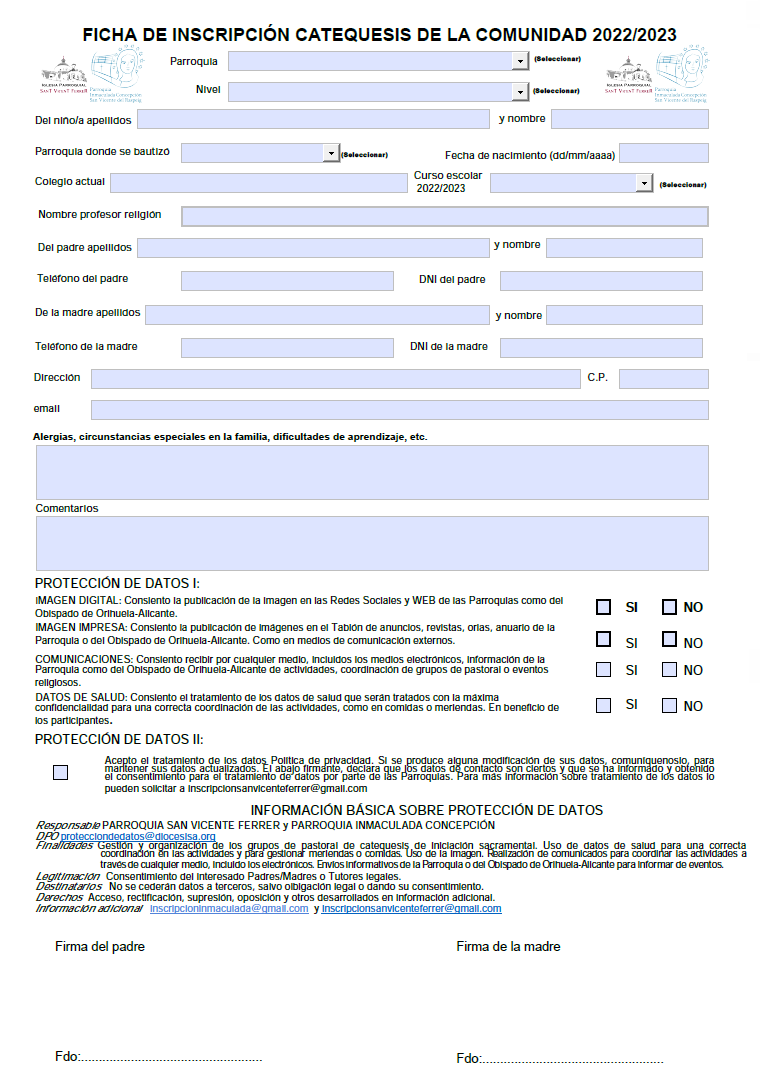 FICHA DE INSCRIPCIÓN CATEQUESIS DE LA COMUNIDAD 2022/2023
Parroquia (Seleccionar)
IGLESIA PARROQUIAL
SANT VICENT FERRER
Parroquia
Inmaculada Concepción
San Vicente del Raspeig
Nivel (Seleccionar)
IGLESIA PARROQUIAL
SANT VICENT FERRER
Parroquia
Inmaculada Concepción
San Vicente del Raspeig
Del niño/a apellidos y nombre
Parroquia donde se bautizó (Seleccionar) Fecha de nacimiento (dd/mm/aaaa)
Colegio actual Curso escolar 2022/2023 (Seleccionar)
Nombre profesor religión
Del padre apellidos y nombre
Teléfono del padre DNI del padre
De la madre apellidos y nombre
Teléfono de la madre DNI de la madre
Dirección C.P.
email
Alergias, circunstancias especiales en la familia, dificultades de aprendizaje, etc.
Comentarios
PROTECCIÓN DE DATOS I:
IMAGEN DIGITAL: Consiento la publicación de la imagen en las Redes Sociales y WEB de las Parroquias como del
Obispado de Orihuela-Alicante.
SI NO
IMAGEN IMPRESA: Consiento la publicación de imágenes en el Tablón de anuncios, revistas, orlas, anuario de la
Parroquia o del Obispado de Orihuela-Alicante. Como en medios de comunicación externos.
SI NO
COMUNICACIONES: Consiento recibir por cualquier medio, incluidos los medios electrónicos, información de la
Parroquia como del Obispado de Orihuela-Alicante de actividades, coordinación de grupos de pastoral o eventos
religiosos.
SI NO
DATOS DE SALUD: Consiento el tratamiento de los datos de salud que serán tratados con la máxima
confidencialidad para una correcta coordinación de las actividades, como en comidas o meriendas. En beneficio de
los participantes.
SI NO
PROTECCIÓN DE DATOS II:
Acepto el tratamiento de los datos Política de privacidad. Si se produce alguna modificación de sus datos, comuníquenoslo, para
mantener sus datos actualizados. El abajo firmante, declara que los datos de contacto son ciertos y que se ha informado y obtenido
el consentimiento para el tratamiento de datos por parte de las Parroquias. Para más información sobre tratamiento de los datos lo
pueden solicitar a inscripcionsanvicenteferrer@gmail.com
INFORMACIÓN BÁSICA SOBRE PROTECCIÓN DE DATOS
Responsable PARROQUIA SAN VICENTE FERRER y PARROQUIA INMACULADA CONCEPCIÓN
DPO protecciondedatos@diocesisa.org
Finalidades Gestión y organización de los grupos de pastoral de catequesis de iniciación sacramental. Uso de datos de salud para una correcta
coordinación en las actividades y para gestionar meriendas o comidas. Uso de la imagen. Realización de comunicados para coordinar las actividades a
través de cualquier medio, incluido los electrónicos. Envíos informativos de la Parroquia o del Obispado de Orihuela-Alicante para informar de eventos.
Legitimación Consentimiento del interesado Padres/Madres o Tutores legales.
Destinatarios No se cederán datos a terceros, salvo obligación legal o dando su consentimiento.
Derechos Acceso, rectificación, supresión, oposición y otros desarrollados en información adicional.
Información adicional inscripcioninmaculada@gmail.com y inscripcionsanvicenteferrer@gmail.com
Firma del padre Firma de la madre
Fdo:................................................... Fdo:...................................................